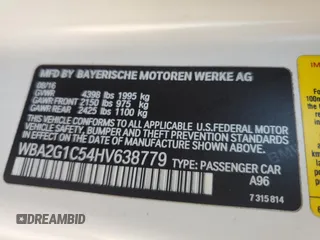 MFD BY BAYERISCHE MOTOREN WERKE AG
06/16
GVWR 4398 lbs 1995 kg
GAWR FRONT 2150 lbs 975 kg
GAWR REAR 2425 lbs 1100 kg
THIS VEHICLE CONFORMS TO ALL APPLICABLE
U.S. FEDERAL MOTOR VEHICLE SAFETY,
BUMPER, AND THEFT PREVENTION STANDARDS IN
EFFECT ON THE DATE OF MANUFACTURE SHOWN ABOVE.
WBA2G1C54HV638779 TYPE: PASSENGER CAR
A96
7 315 814
DREAMBID